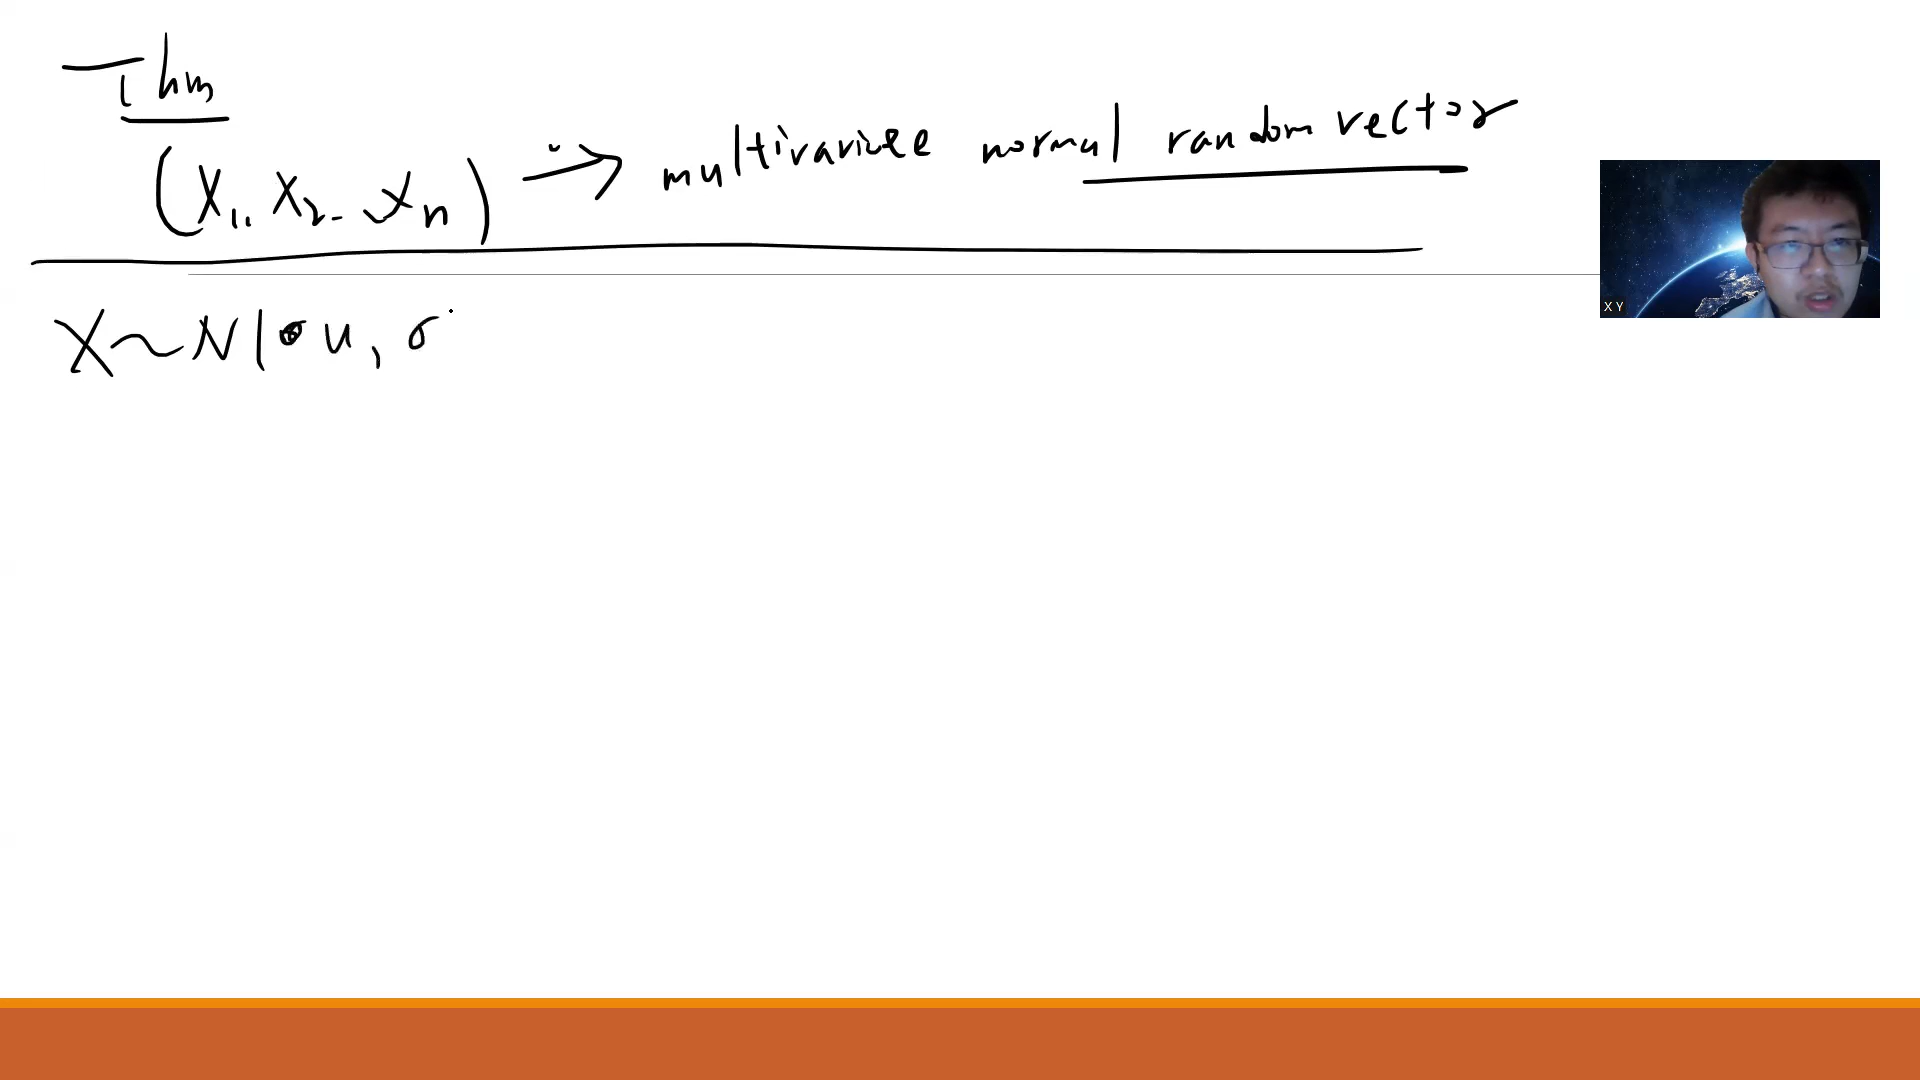 Thm
(X1, X2 - , Xn) → multivariate normal random vector
X ~ N ( u, σ
X Y